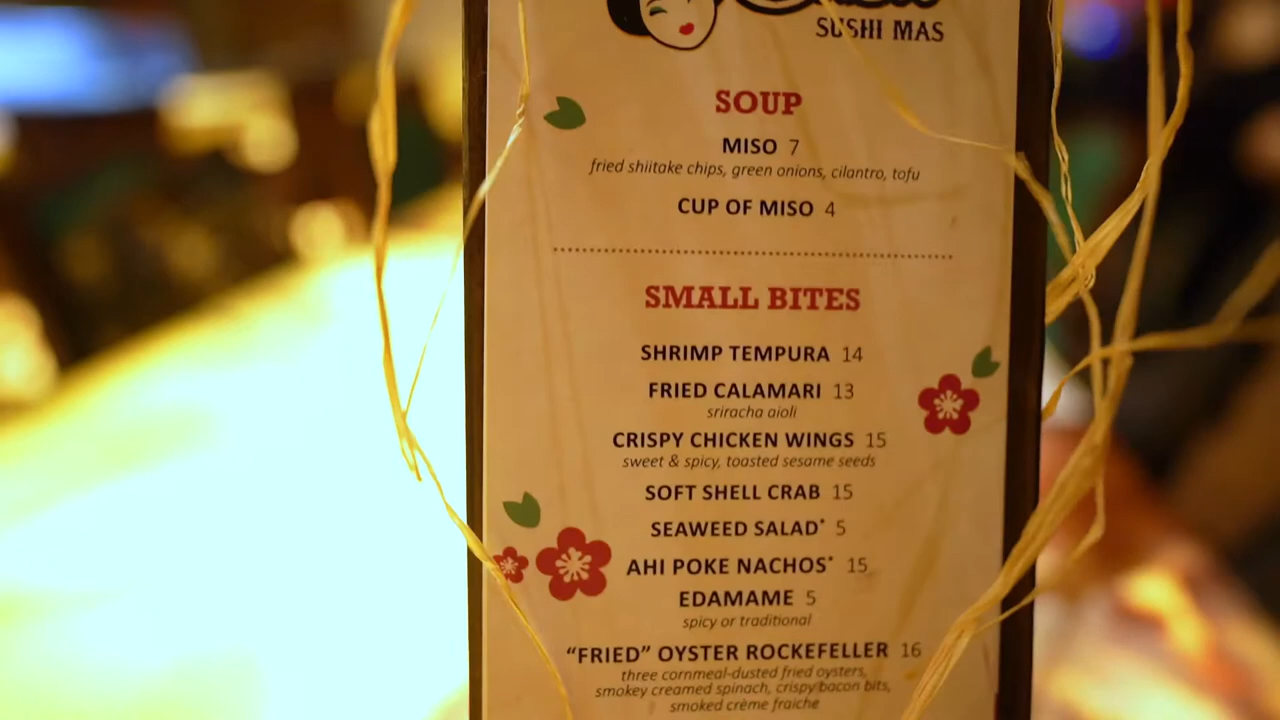 SUSHI MAS
SOUP
MISO 7
fried shiitake chips, green onions, cilantro, tofu
CUP OF MISO 4
SMALL BITES
SHRIMP TEMPURA 14
FRIED CALAMARI 13
sriracha aioli
CRISPY CHICKEN WINGS 15
sweet & spicy, toasted sesame seeds
SOFT SHELL CRAB 15
SEAWEED SALAD* 5
AHI POKE NACHOS* 15
EDAMAME 5
spicy or traditional
“FRIED” OYSTER ROCKEFELLER 16
three cornmeal-dusted fried oysters,
smokey creamed spinach, crispy bacon bits,
smoked crème fraiche